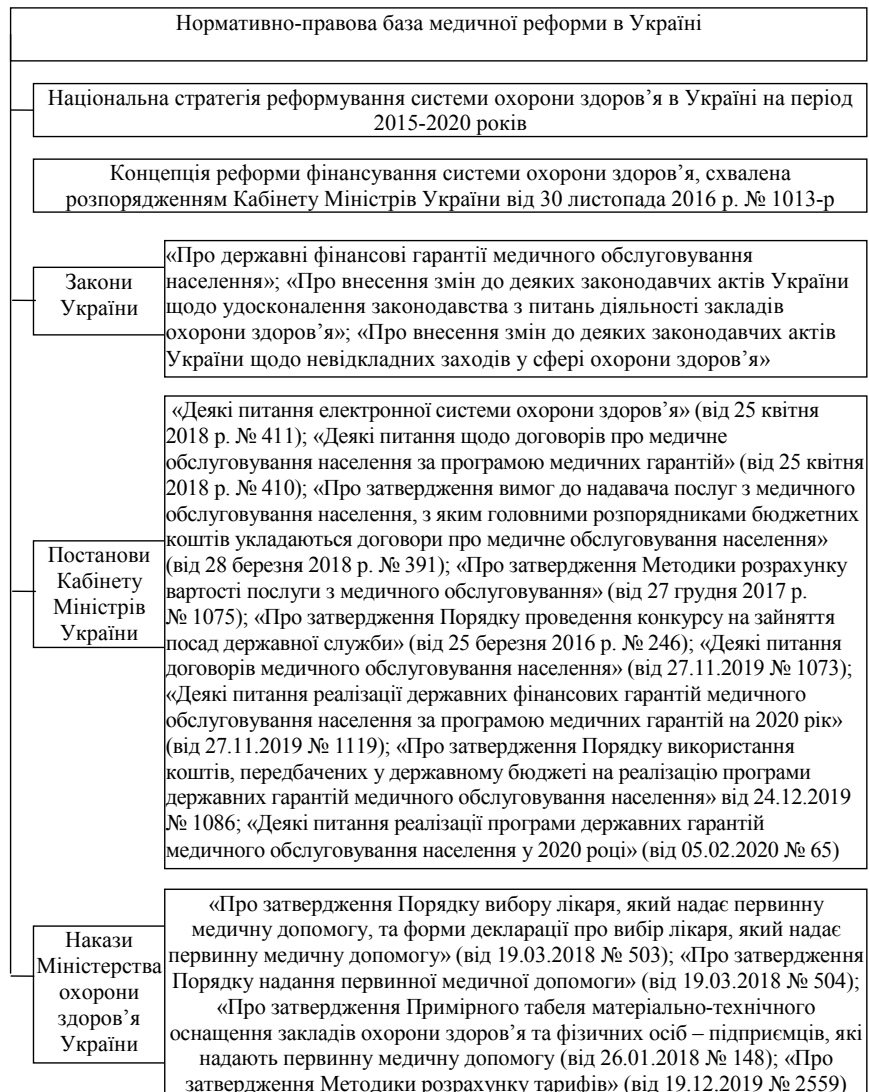 Нормативно-правова база медичної реформи в Україні
Національна стратегія реформування системи охорони здоров’я в Україні на період
2015-2020 років
Концепція реформи фінансування системи охорони здоров’я, схвалена
розпорядженням Кабінету Міністрів України від 30 листопада 2016 р. № 1013-р
Закони
України
«Про державні фінансові гарантії медичного обслуговування
населення»; «Про внесення змін до деяких законодавчих актів України
щодо удосконалення законодавства з питань діяльності закладів
охорони здоров’я»; «Про внесення змін до деяких законодавчих актів
України щодо невідкладних заходів у сфері охорони здоров’я»
Постанови
Кабінету
Міністрів
України
«Деякі питання електронної системи охорони здоров’я» (від 25 квітня
2018 р. № 411); «Деякі питання щодо договорів про медичне
обслуговування населення за програмою медичних гарантій» (від 25 квітня
2018 р. № 410); «Про затвердження вимог до надавача послуг з медичного
обслуговування населення, з яким головними розпорядниками бюджетних
коштів укладаються договори про медичне обслуговування населення»
(від 28 березня 2018 р. № 391); «Про затвердження Методики розрахунку
вартості послуги з медичного обслуговування» (від 27 грудня 2017 р.
№ 1075); «Про затвердження Порядку проведення конкурсу на зайняття
посад державної служби» (від 25 березня 2016 р. № 246); «Деякі питання
договорів медичного обслуговування населення» (від 27.11.2019 № 1073);
«Деякі питання реалізації державних фінансових гарантій медичного
обслуговування населення за програмою медичних гарантій на 2020 рік»
(від 27.11.2019 № 1119); «Про затвердження Порядку використання
коштів, передбачених у державному бюджеті на реалізацію програми
державних гарантій медичного обслуговування населення» від 24.12.2019
№ 1086; «Деякі питання реалізації програми державних гарантій
медичного обслуговування населення у 2020 році» (від 05.02.2020 № 65)
Накази
Міністерства
охорони
здоров’я
України
«Про затвердження Порядку вибору лікаря, який надає первинну
медичну допомогу, та форми декларації про вибір лікаря, який надає
первинну медичну допомогу» (від 19.03.2018 № 503); «Про затвердження
Порядку надання первинної медичної допомоги» (від 19.03.2018 № 504);
«Про затвердження Примірного табеля матеріально-технічного
оснащення закладів охорони здоров’я та фізичних осіб – підприємців, які
надають первинну медичну допомогу (від 26.01.2018 № 148); «Про
затвердження Методики розрахунку тарифів» (від 19.12.2019 № 2559)